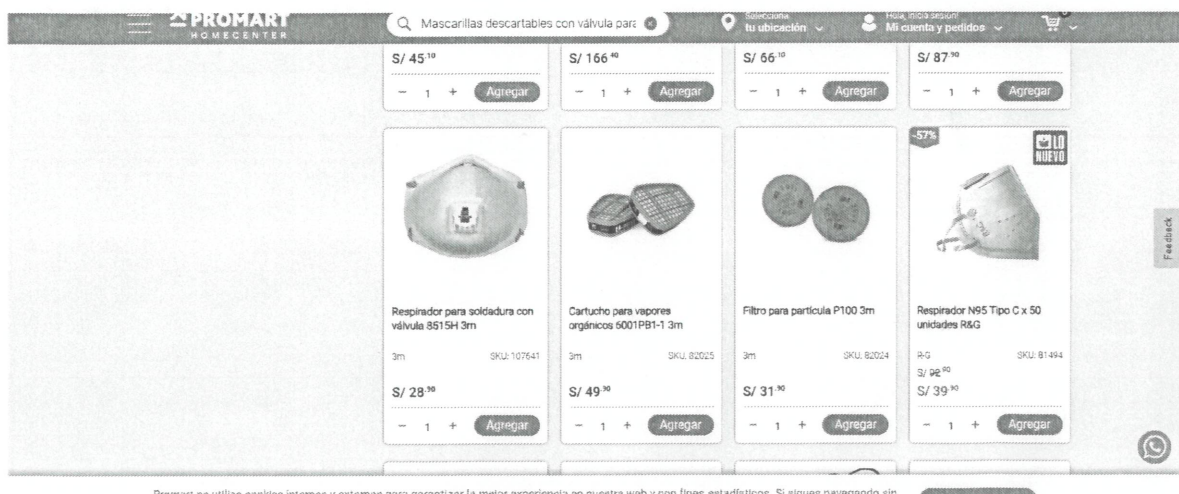 PROMART
HOMECENTER
Mascarillas descartables con válvula para
Selecciona
tu ubicación
Hola, inicia sesión!
Mi cuenta y pedidos
S/ 45.10
S/ 166.40
S/ 66.10
S/ 87.90
- 1 + Agregar
- 1 + Agregar
- 1 + Agregar
- 1 + Agregar
-57%
LO
NUEVO
Respirador para soldadura con
válvula 8515H 3m
3m SKU: 107641
S/ 28.90
- 1 + Agregar
Cartucho para vapores
orgánicos 6001PB1-1 3m
3m SKU: 82025
S/ 49.90
- 1 + Agregar
Filtro para partícula P100 3m
3m SKU: 82024
S/ 31.90
- 1 + Agregar
Respirador N95 Tipo C x 50
unidades R&G
R-G SKU: 81494
S/ 92.90
S/ 39.90
- 1 + Agregar
Feedback
Promart.pe utiliza cookies internas y externas para garantizar la mejor experiencia en nuestra web y con fines estadísticos. Si sigues navegando sin